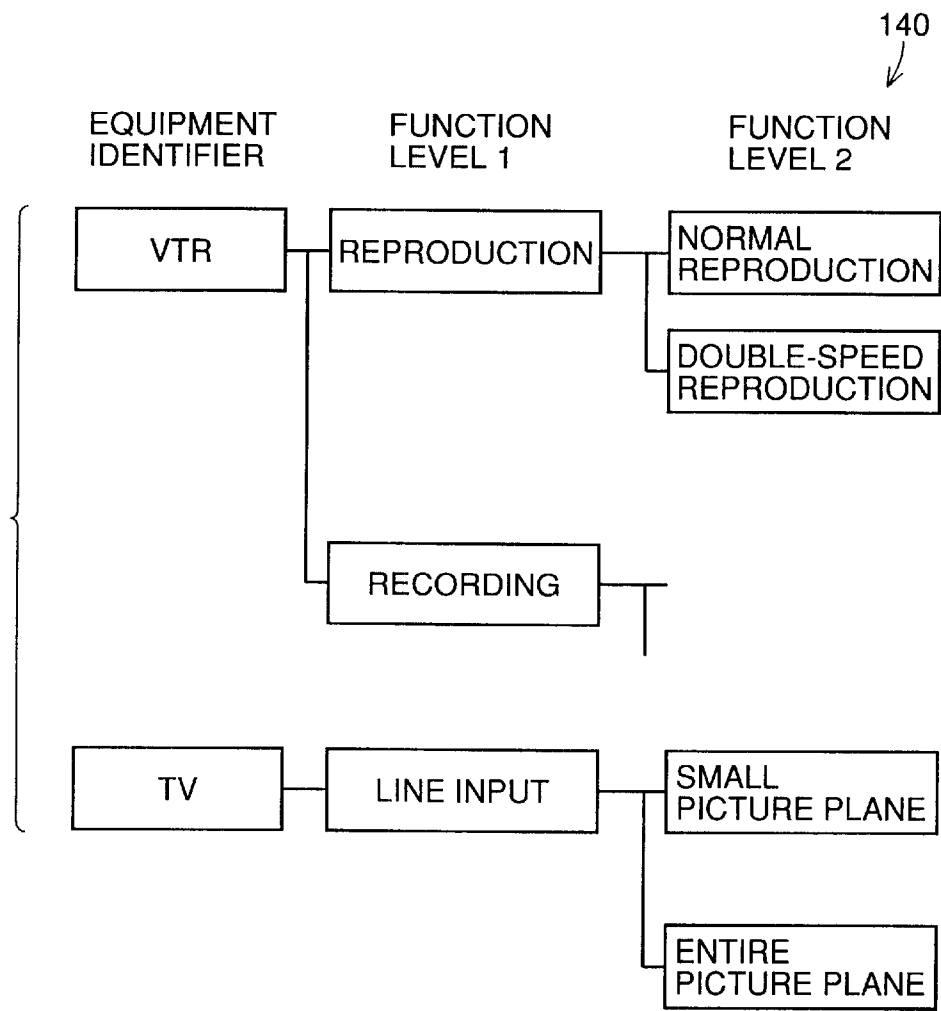 140
EQUIPMENT
IDENTIFIER
FUNCTION
LEVEL 1
FUNCTION
LEVEL 2
VTR
REPRODUCTION
NORMAL
REPRODUCTION
DOUBLE-SPEED
REPRODUCTION
RECORDING
TV
LINE INPUT
SMALL
PICTURE PLANE
ENTIRE
PICTURE PLANE